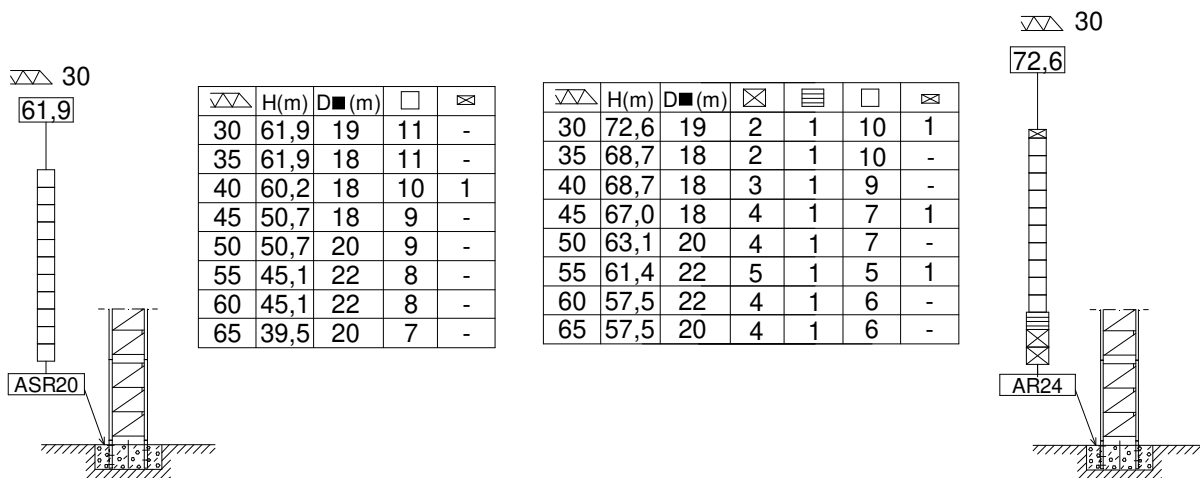 30
61,9
ASR20
H(m) D■(m)
30 61,9 19 11 -
35 61,9 18 11 -
40 60,2 18 10 1
45 50,7 18 9 -
50 50,7 20 9 -
55 45,1 22 8 -
60 45,1 22 8 -
65 39,5 20 7 -
H(m) D■(m)
30 72,6 19 2 1 10 1
35 68,7 18 2 1 10 -
40 68,7 18 3 1 9 -
45 67,0 18 4 1 7 1
50 63,1 20 4 1 7 -
55 61,4 22 5 1 5 1
60 57,5 22 4 1 6 -
65 57,5 20 4 1 6 -
30
72,6
AR24